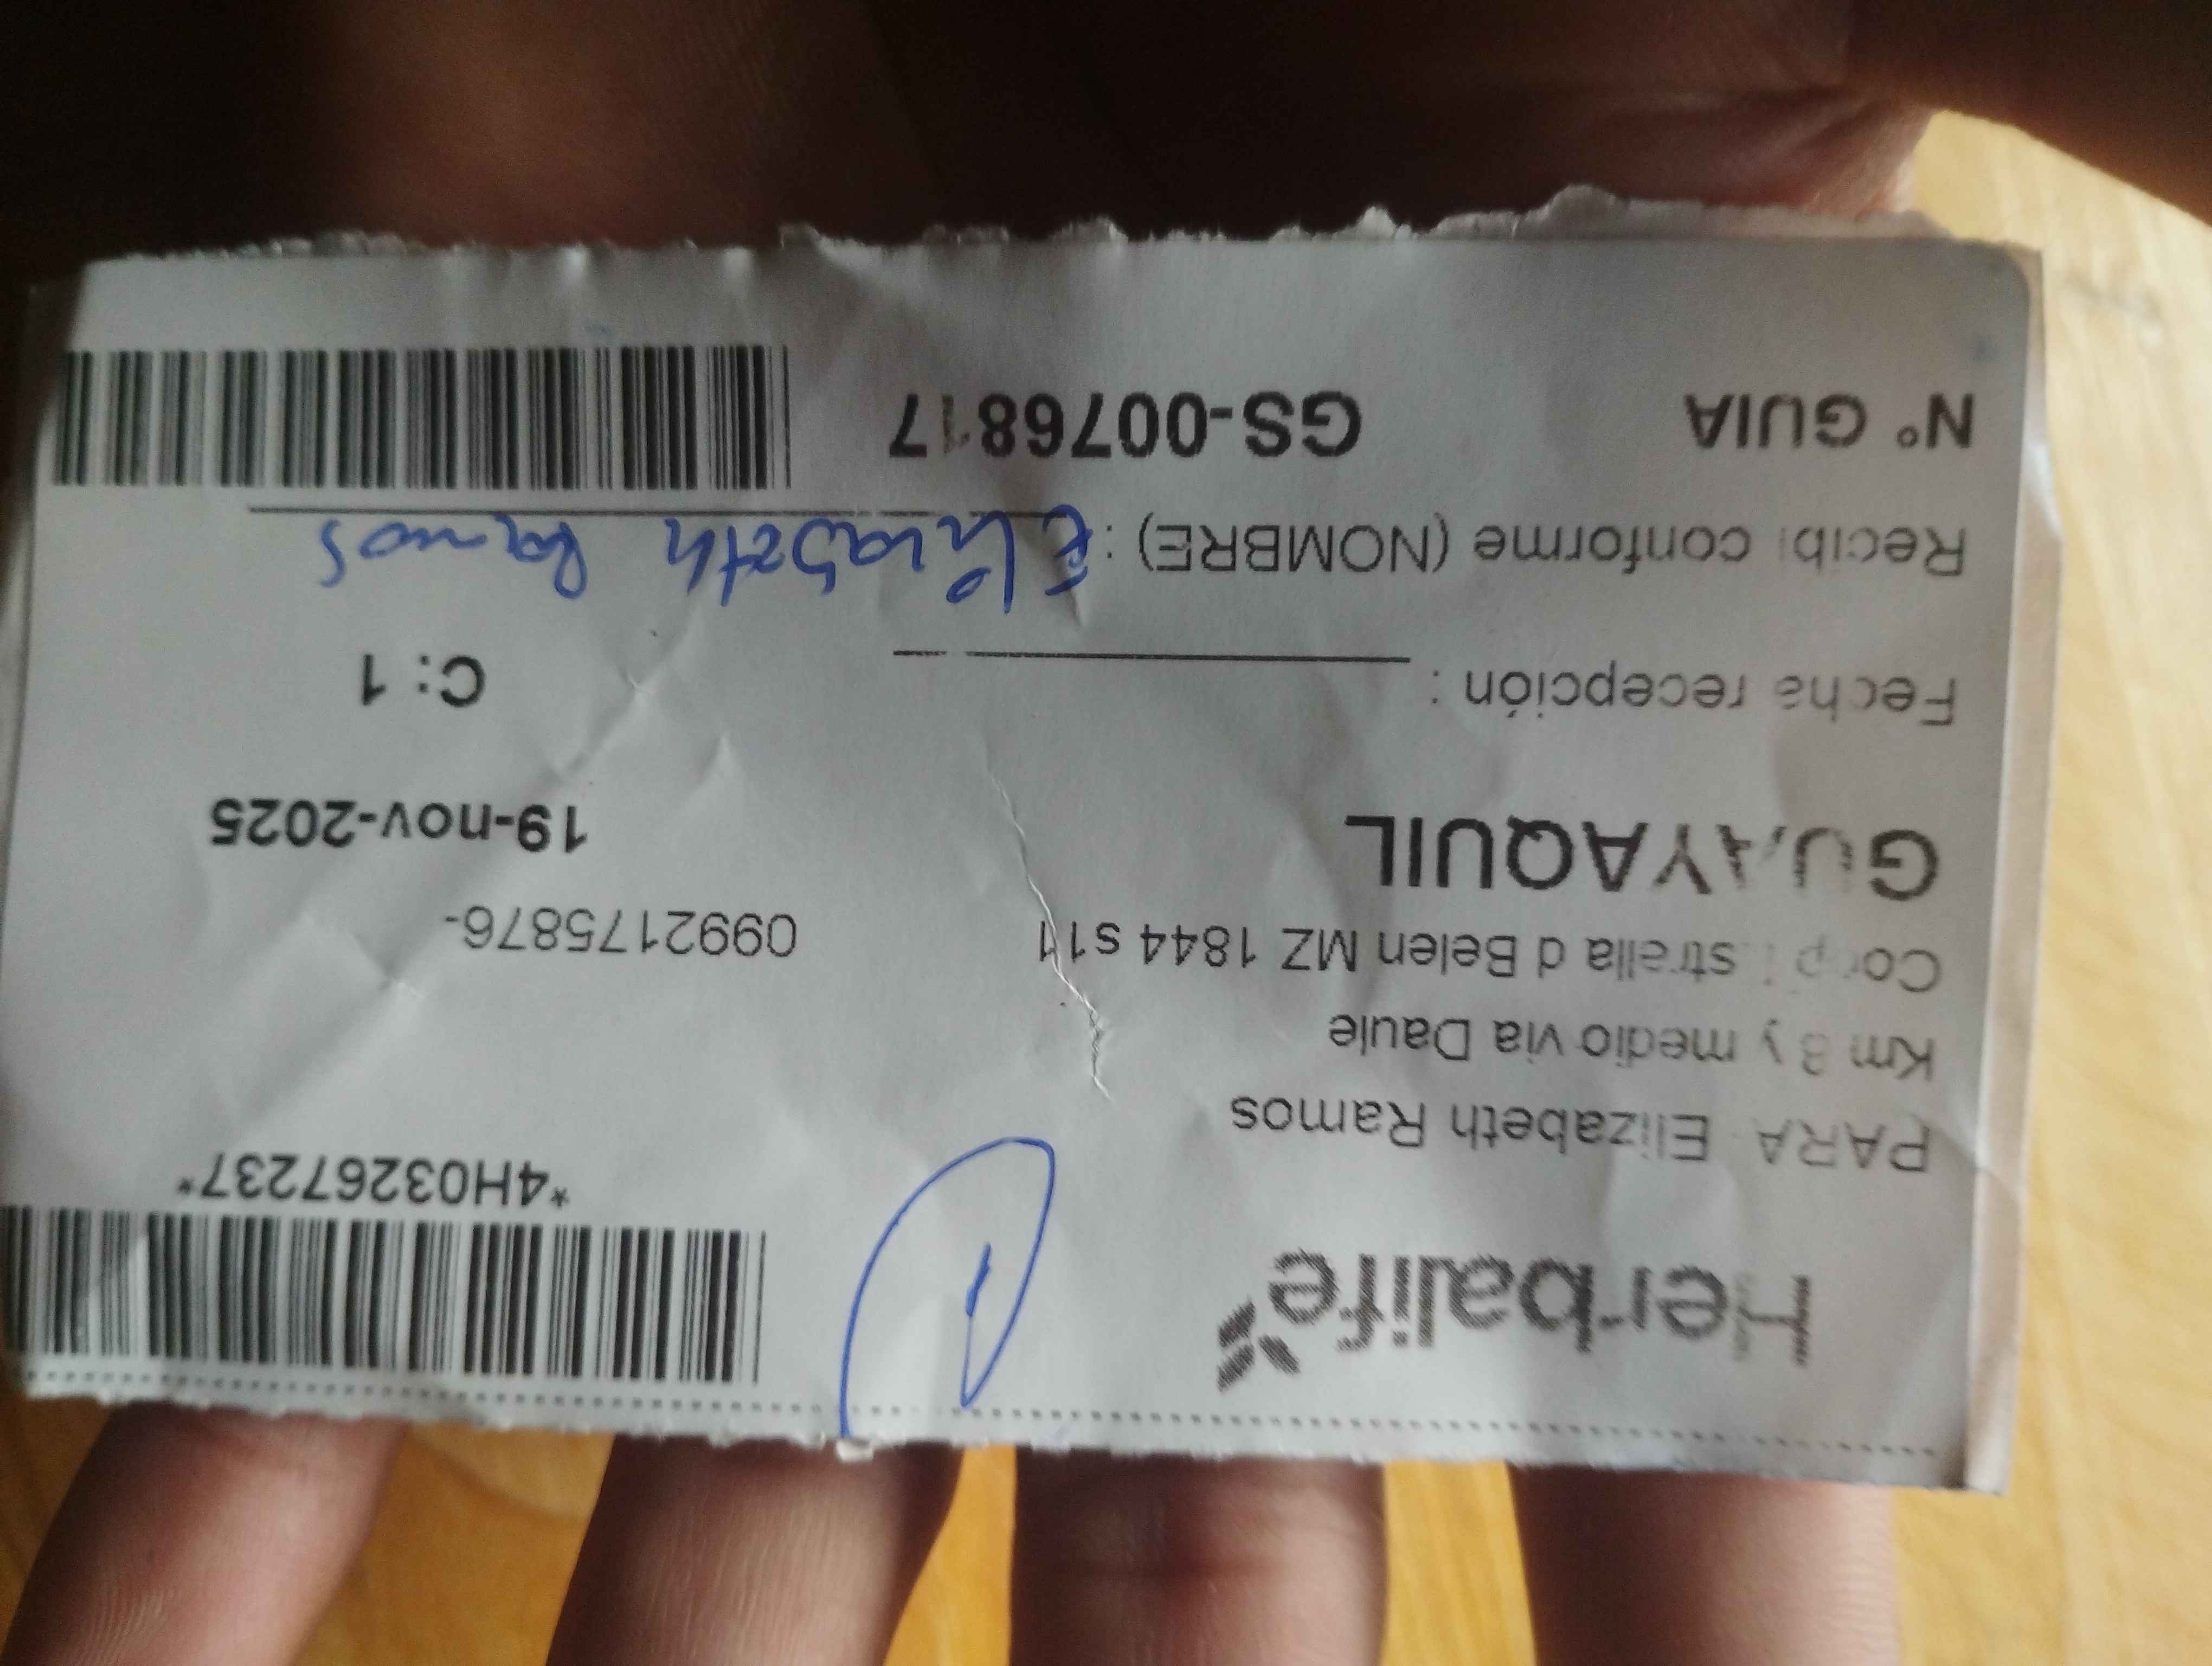 Herbalife
*4H03267237*
PARA: Elizabeth Ramos
Km 8 y medio via Daule
Coop Estrella d Belen MZ 1844 s11
0992175876-
GUAYAQUIL
19-nov-2025
Fecha recepción :
C: 1
Recibi conforme (NOMBRE) : Elizabeth Ramos
N° GUIA GS-0076817